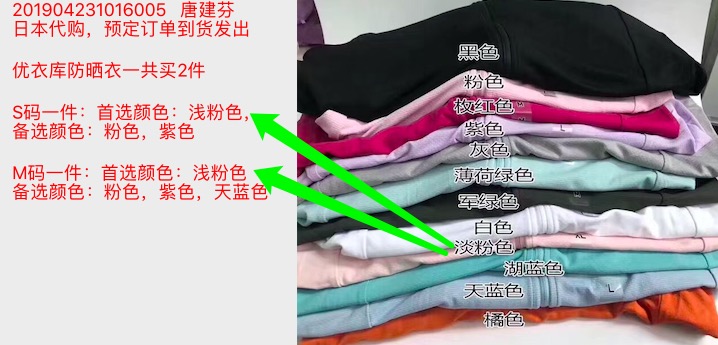 201904231016005 唐建芬
日本代购，预定订单到货发出
优衣库防晒衣一共买2件
S码一件：首选颜色：浅粉色，
备选颜色：粉色，紫色
M码一件：首选颜色：浅粉色
备选颜色：粉色，紫色，天蓝色
黑色
粉色
枚红色
M
紫色
L
灰色
薄荷绿色
军绿色
白色
XL
淡粉色
湖蓝色
天蓝色
L
橘色